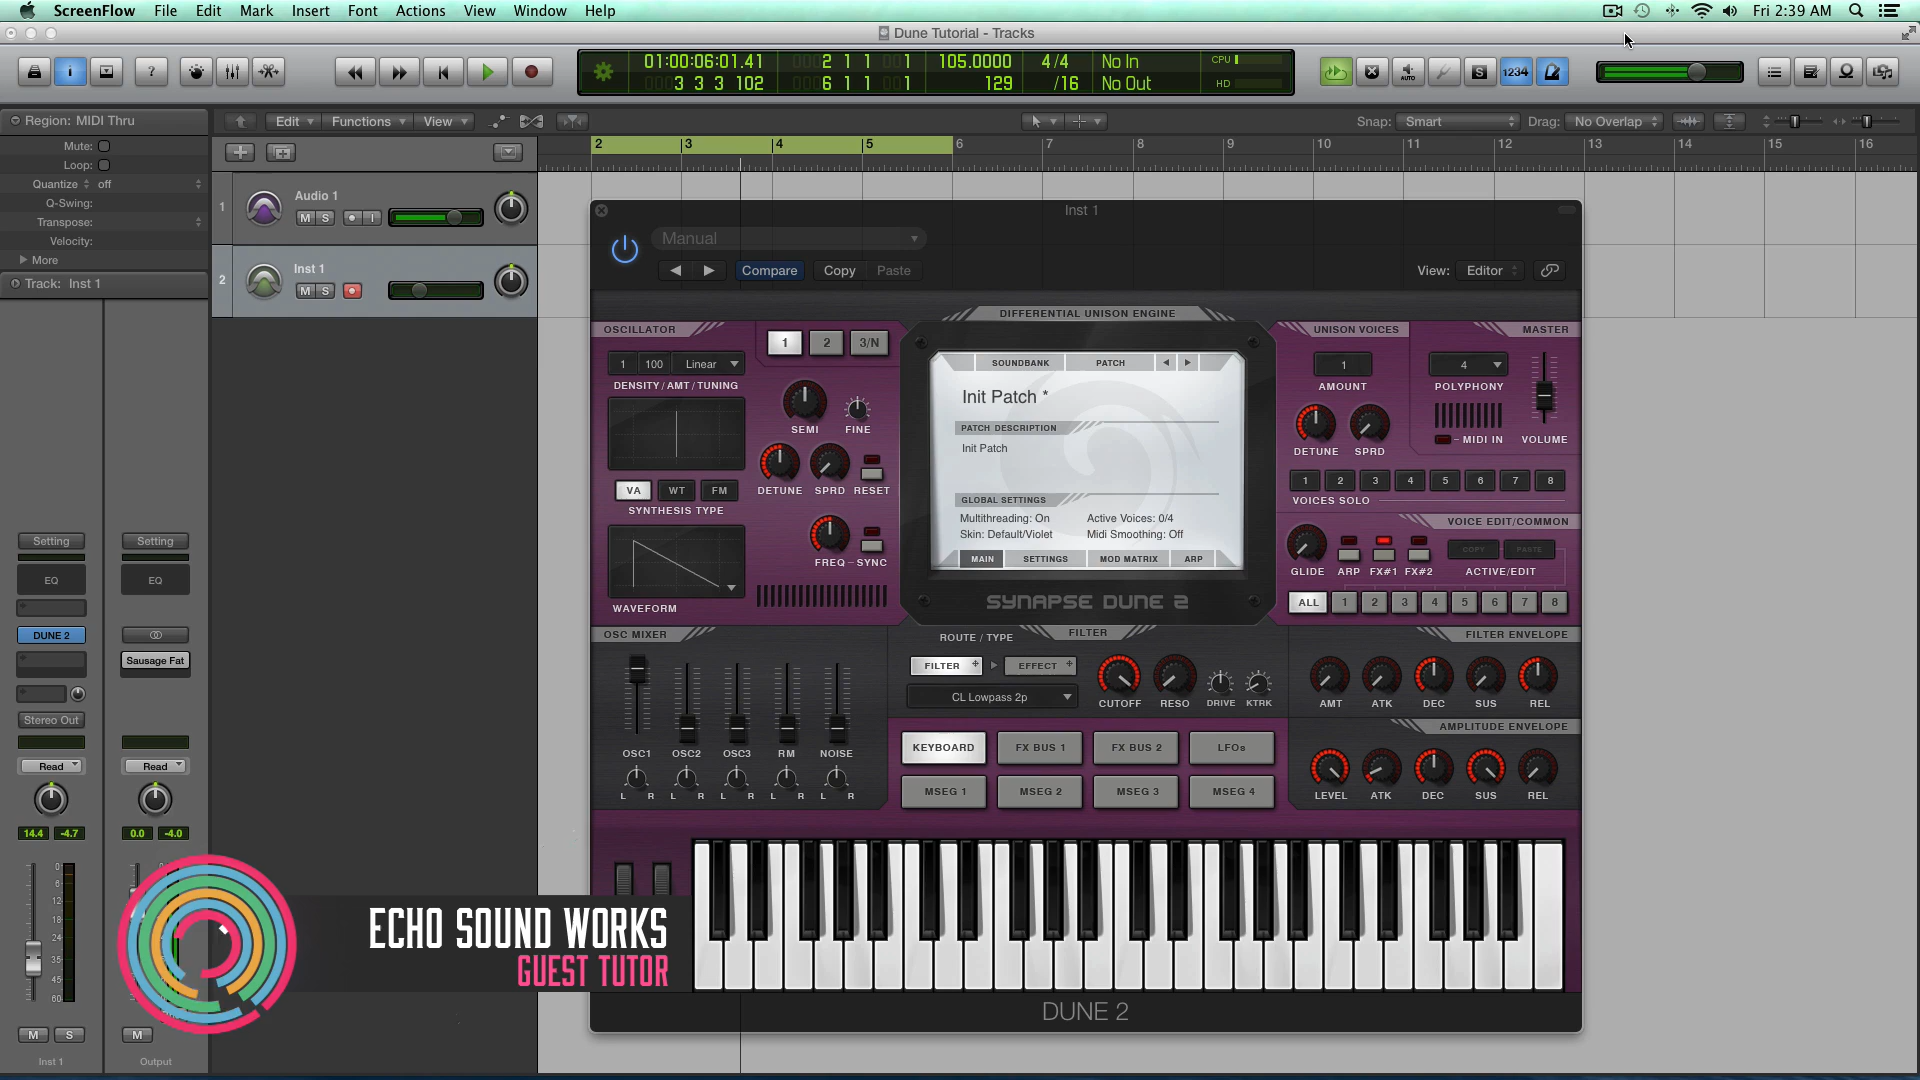 ScreenFlow File Edit Mark Insert Font Actions View Window Help
Fri 2:39 AM
Dune Tutorial - Tracks
01:00:06:01.41
3 3 3 102
2 1 1 1
6 1 1 1
105.0000
129
4/4
/16
No In
No Out
CPU
HD
1234
Region: MIDI Thru
Edit Functions View
Snap: Smart
Drag: No Overlap
Mute:
Loop:
Quantize off
Q-Swing:
Transpose:
Velocity:
More
Track: Inst 1
2 3 4 5 6 7 8 9 10 11 12 13 14 15 16
1 Audio 1
M S I
2 Inst 1
M S
Inst 1
Manual
Compare Copy Paste
View: Editor
DIFFERENTIAL UNISON ENGINE
OSCILLATOR
1 2 3/N
1 100 Linear
DENSITY / AMT / TUNING
SEMI FINE
DETUNE SPRD RESET
VA WT FM
SYNTHESIS TYPE
FREQ – SYNC
WAVEFORM
SOUNDBANK PATCH
Init Patch *
PATCH DESCRIPTION
Init Patch
GLOBAL SETTINGS
Multithreading: On Active Voices: 0/4
Skin: Default/Violet Midi Smoothing: Off
MAIN SETTINGS MOD MATRIX ARP
SYNAPSE DUNE 2
UNISON VOICES MASTER
1 4
AMOUNT POLYPHONY
DETUNE SPRD
– MIDI IN VOLUME
1 2 3 4 5 6 7 8
VOICES SOLO
VOICE EDIT/COMMON
COPY PASTE
GLIDE ARP FX#1 FX#2 ACTIVE/EDIT
ALL 1 2 3 4 5 6 7 8
OSC MIXER
OSC1 OSC2 OSC3 RM NOISE
L R L R L R L R L R
ROUTE / TYPE FILTER
FILTER EFFECT
CL Lowpass 2p
CUTOFF RESO DRIVE KTRK
FILTER ENVELOPE
AMT ATK DEC SUS REL
AMPLITUDE ENVELOPE
LEVEL ATK DEC SUS REL
KEYBOARD FX BUS 1 FX BUS 2 LFOs
MSEG 1 MSEG 2 MSEG 3 MSEG 4
DUNE 2
Setting Setting
EQ EQ
DUNE 2
Sausage Fat
Stereo Out
Read Read
14.4 -4.7 0.0 -4.0
0
6
12
18
24
35
45
60
M S M
Inst 1 Output
ECHO SOUND WORKS
GUEST TUTOR